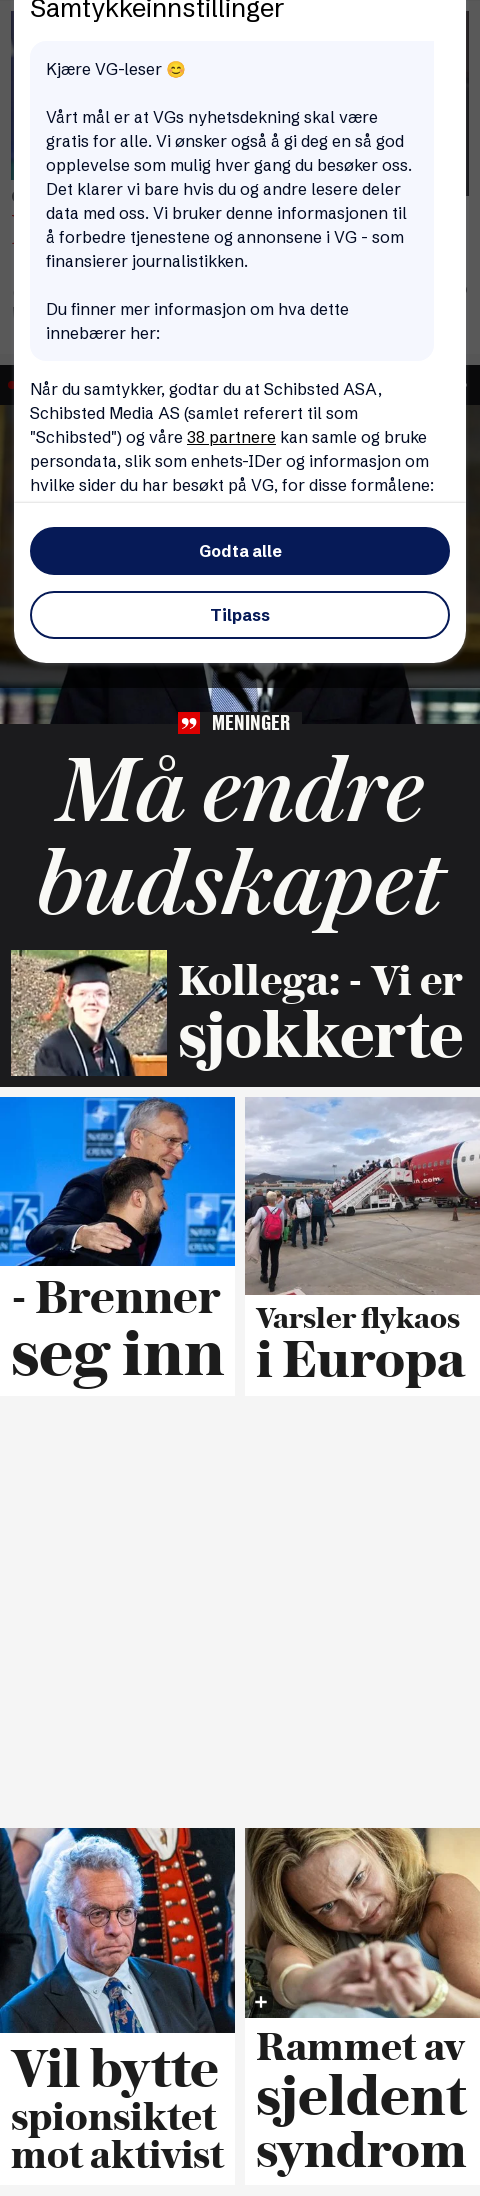 Samtykkeinnstillinger
Kjære VG-leser 😊
Vårt mål er at VGs nyhetsdekning skal være
gratis for alle. Vi ønsker også å gi deg en så god
opplevelse som mulig hver gang du besøker oss.
Det klarer vi bare hvis du og andre lesere deler
data med oss. Vi bruker denne informasjonen til
å forbedre tjenestene og annonsene i VG - som
finansierer journalistikken.
Du finner mer informasjon om hva dette
innebærer her:
Når du samtykker, godtar du at Schibsted ASA,
Schibsted Media AS (samlet referert til som
"Schibsted") og våre 38 partnere kan samle og bruke
persondata, slik som enhets-IDer og informasjon om
hvilke sider du har besøkt på VG, for disse formålene:
Godta alle
Tilpass
MENINGER
Må endre
budskapet
Kollega: - Vi er
sjokkerte
- Brenner
seg inn
Varsler flykaos
i Europa
Vil bytte
spionsiktet
mot aktivist
Rammet av
sjeldent
syndrom